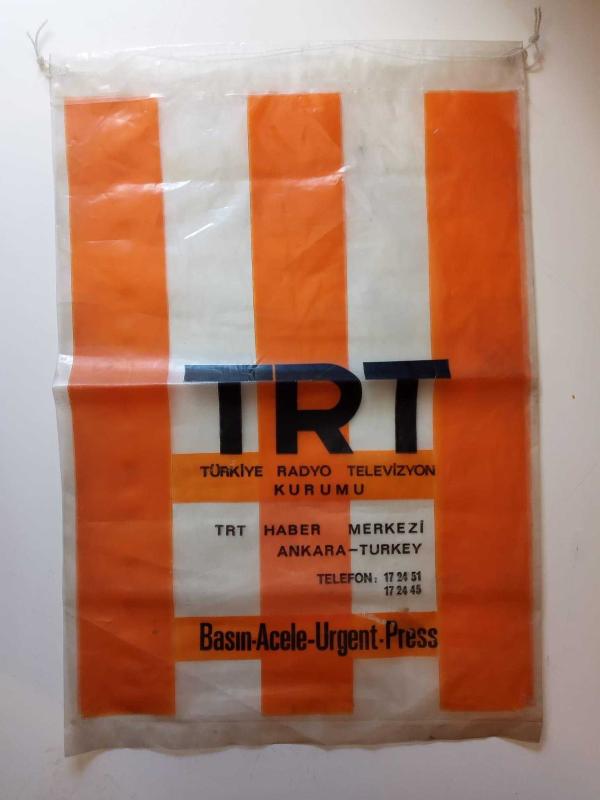 TRT
TÜRKİYE RADYO TELEVİZYON
KURUMU
TRT HABER MERKEZİ
ANKARA-TURKEY
TELEFON: 17 24 51
17 24 45
Basın-Acele-Urgent-Press